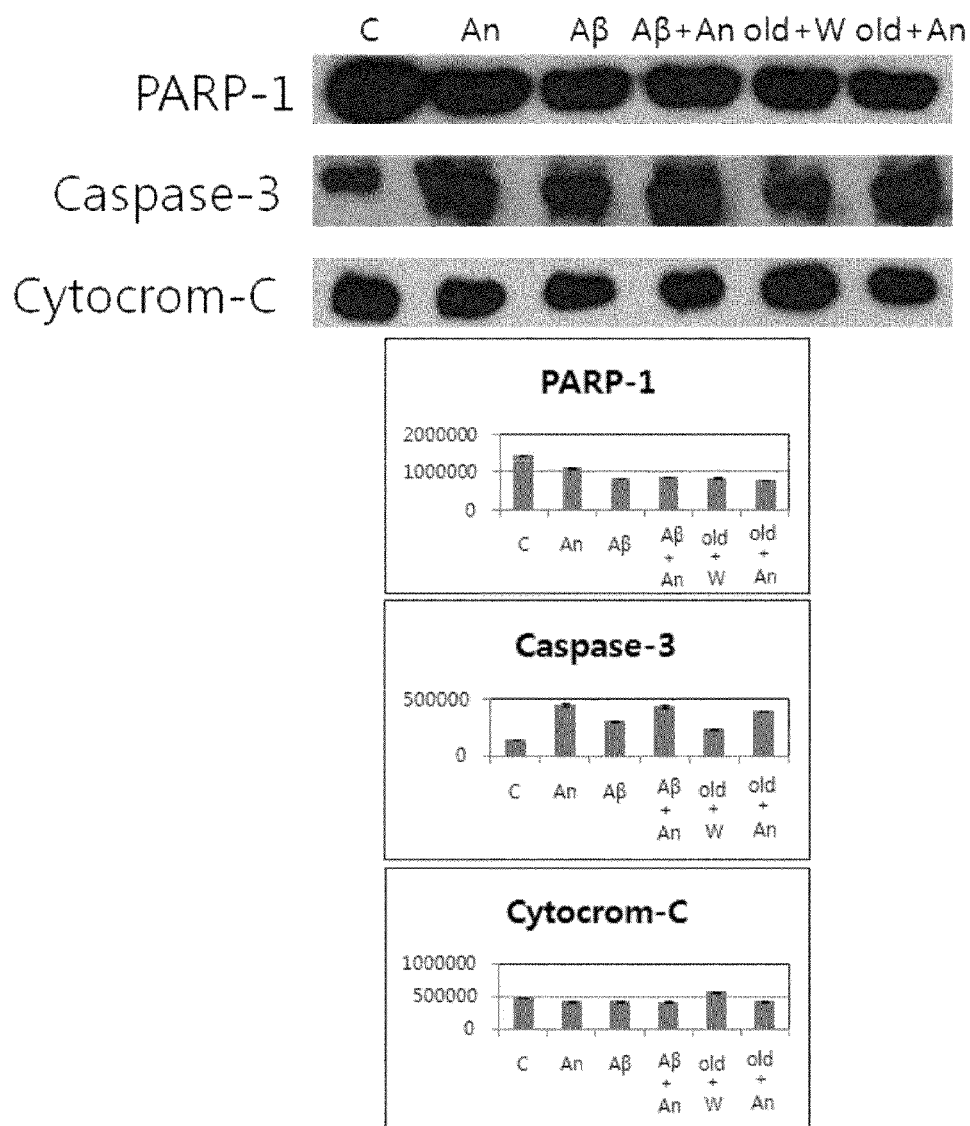 C An Aβ Aβ+An old+W old+An
PARP-1
Caspase-3
Cytocrom-C
PARP-1
2000000
1000000
0
C An Aβ Aβ + An old + W old + An
Caspase-3
500000
0
C An Aβ Aβ + An old + W old + An
Cytocrom-C
1000000
500000
0
C An Aβ Aβ + An old + W old + An